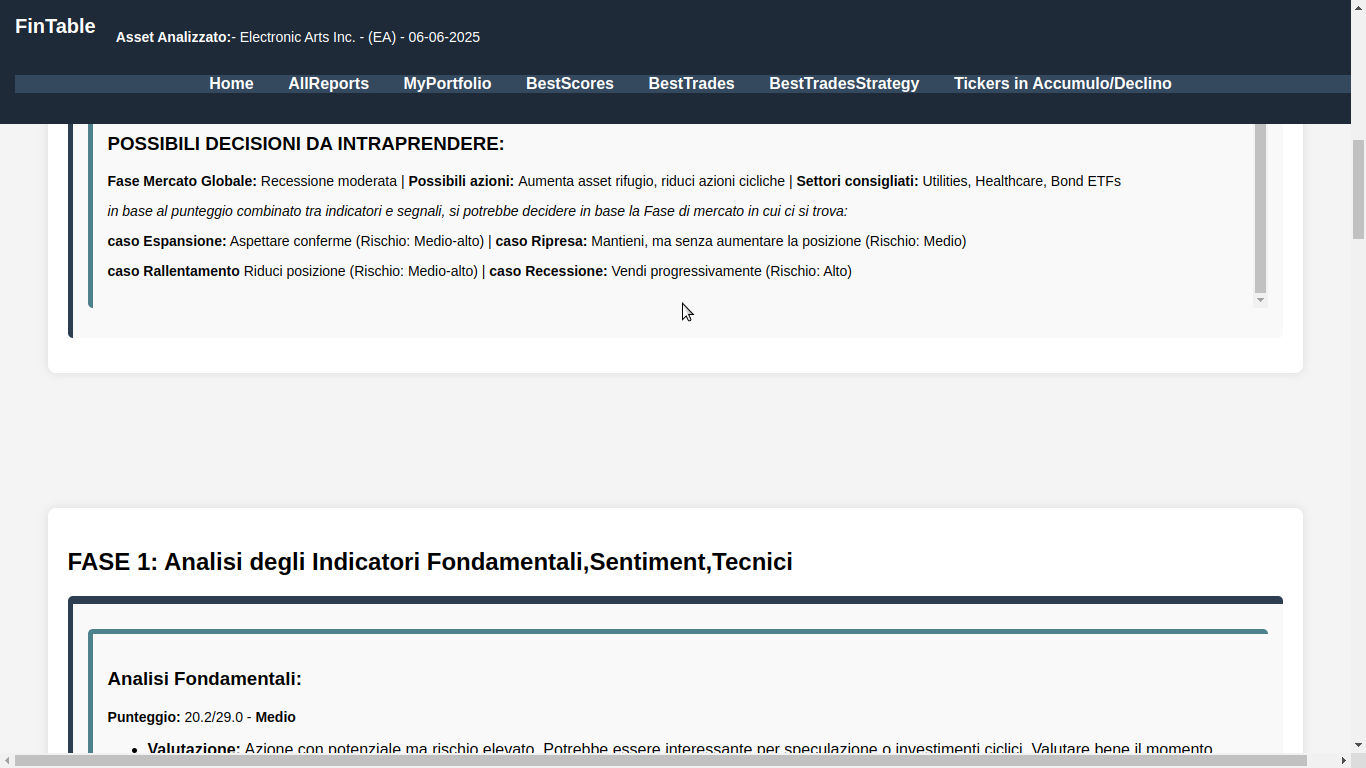 FinTable
Asset Analizzato:- Electronic Arts Inc. - (EA) - 06-06-2025
Home AllReports MyPortfolio BestScores BestTrades BestTradesStrategy Tickers in Accumulo/Declino
POSSIBILI DECISIONI DA INTRAPRENDERE:
Fase Mercato Globale: Recessione moderata | Possibili azioni: Aumenta asset rifugio, riduci azioni cicliche | Settori consigliati: Utilities, Healthcare, Bond ETFs
in base al punteggio combinato tra indicatori e segnali, si potrebbe decidere in base la Fase di mercato in cui ci si trova:
caso Espansione: Aspettare conferme (Rischio: Medio-alto) | caso Ripresa: Mantieni, ma senza aumentare la posizione (Rischio: Medio)
caso Rallentamento Riduci posizione (Rischio: Medio-alto) | caso Recessione: Vendi progressivamente (Rischio: Alto)
FASE 1: Analisi degli Indicatori Fondamentali,Sentiment,Tecnici
Analisi Fondamentali:
Punteggio: 20.2/29.0 - Medio
Valutazione: Azione con potenziale ma rischio elevato. Potrebbe essere interessante per speculazione o investimenti ciclici. Valutare bene il momento